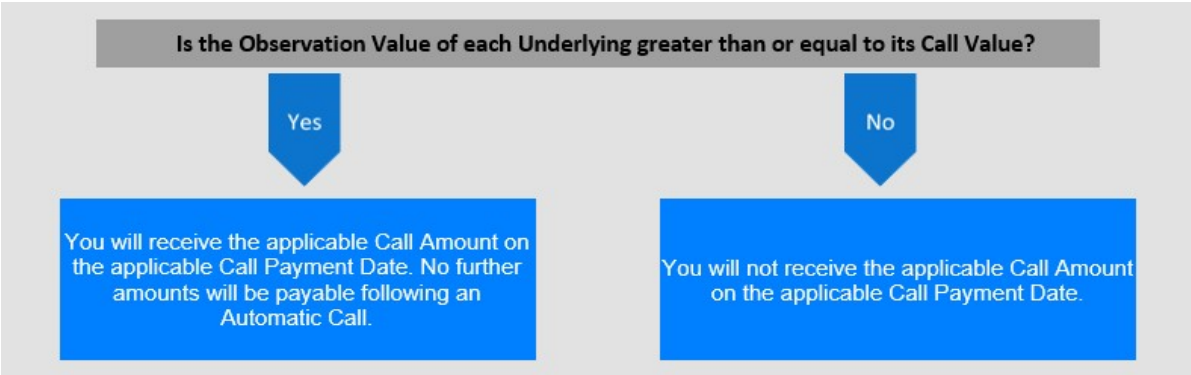 Is the Observation Value of each Underlying greater than or equal to its Call Value?
Yes
No
You will receive the applicable Call Amount on
the applicable Call Payment Date. No further
amounts will be payable following an
Automatic Call.
You will not receive the applicable Call Amount
on the applicable Call Payment Date.